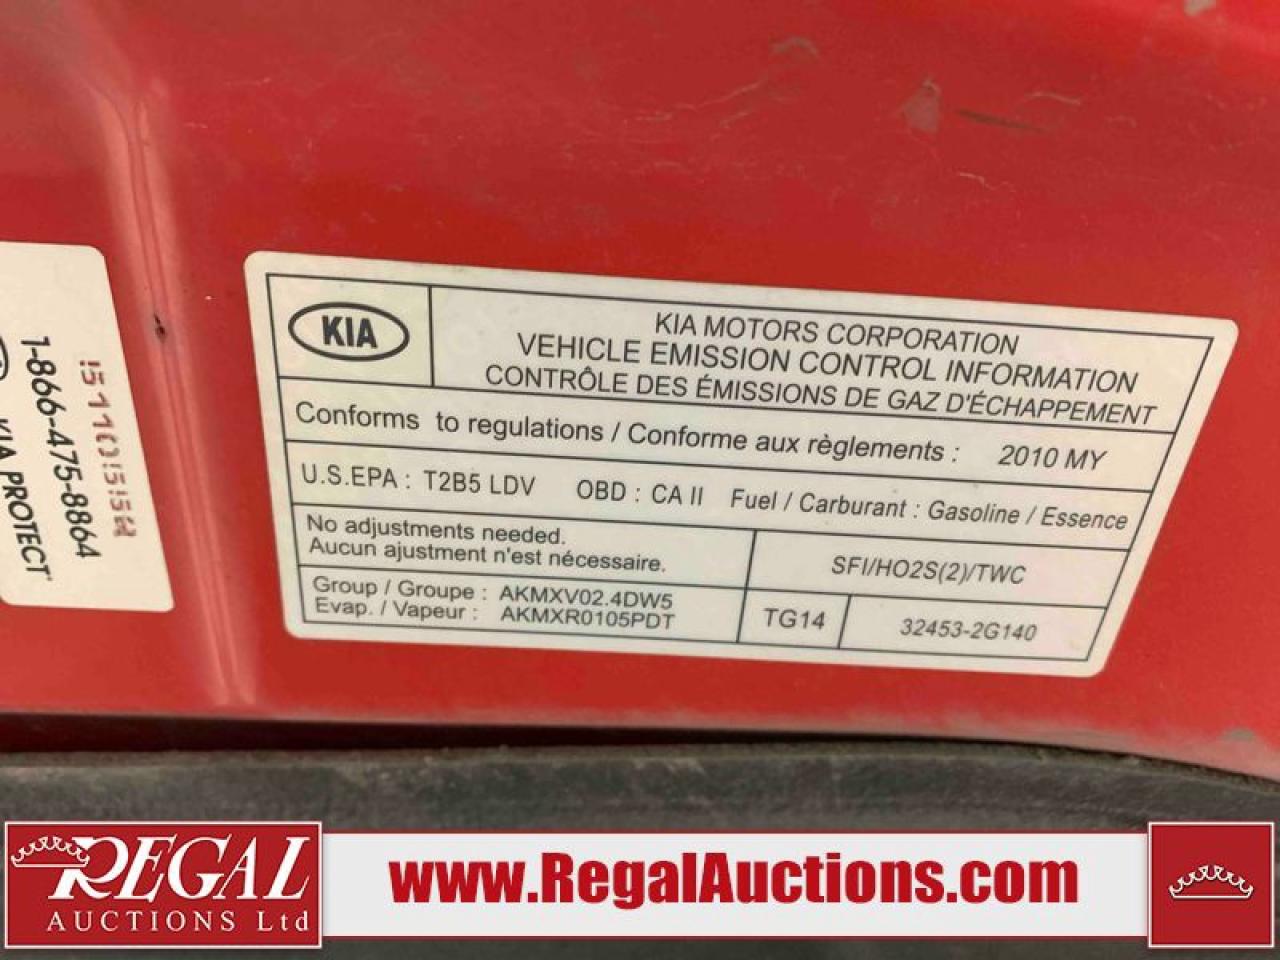 KIA
KIA MOTORS CORPORATION
VEHICLE EMISSION CONTROL INFORMATION
CONTRÔLE DES ÉMISSIONS DE GAZ D'ÉCHAPPEMENT
Conforms to regulations / Conforme aux règlements : 2010 MY
U.S.EPA : T2B5 LDV OBD : CA II Fuel / Carburant : Gasoline / Essence
No adjustments needed.
Aucun ajustment n'est nécessaire.
SFI/HO2S(2)/TWC
Group / Groupe : AKMXV02.4DW5
Evap. / Vapeur : AKMXR0105PDT
TG14
32453-2G140
1-866-475-8864
KIA PROTECT
REGAL
AUCTIONS Ltd
www.RegalAuctions.com